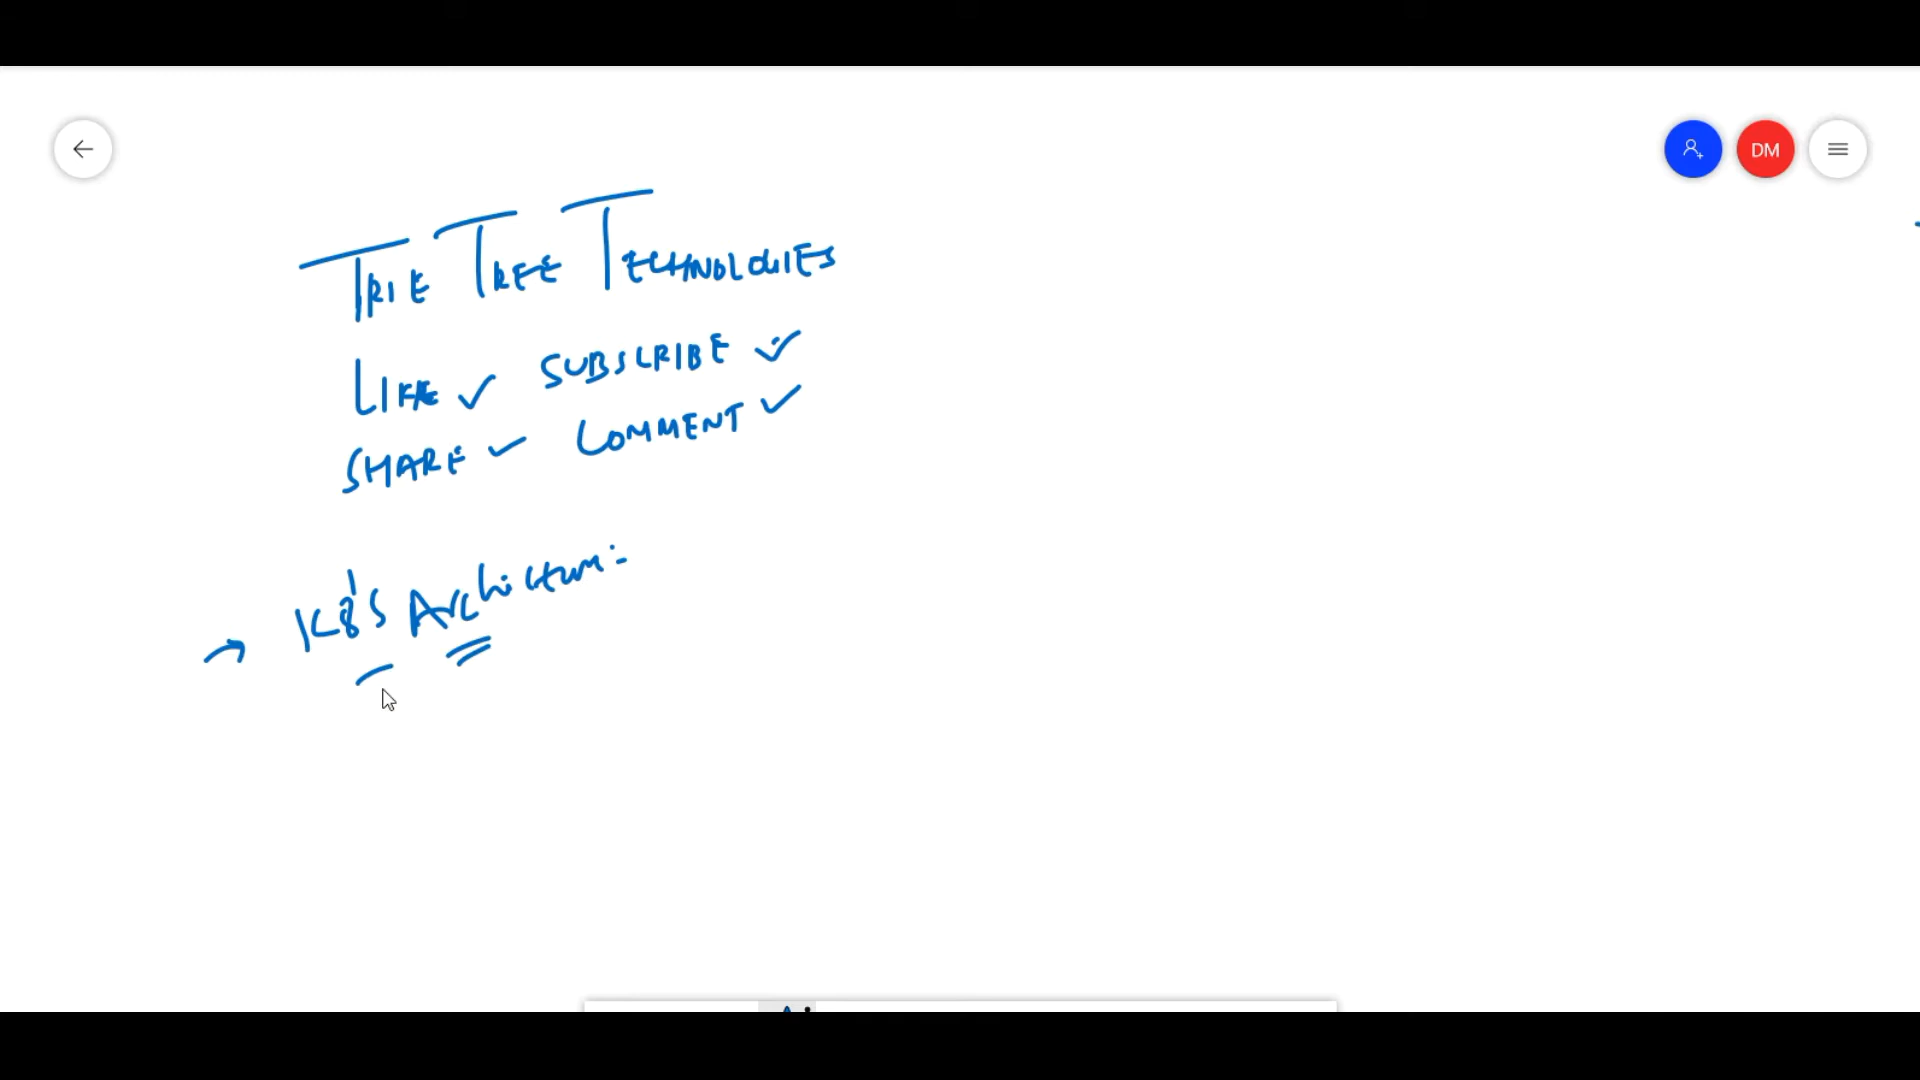 TRIE TREE TECHNOLOGIES
LIKE ✓ SUBSCRIBE ✓
SHARE ✓ COMMENT ✓
→ K8's Architecture:-
DM